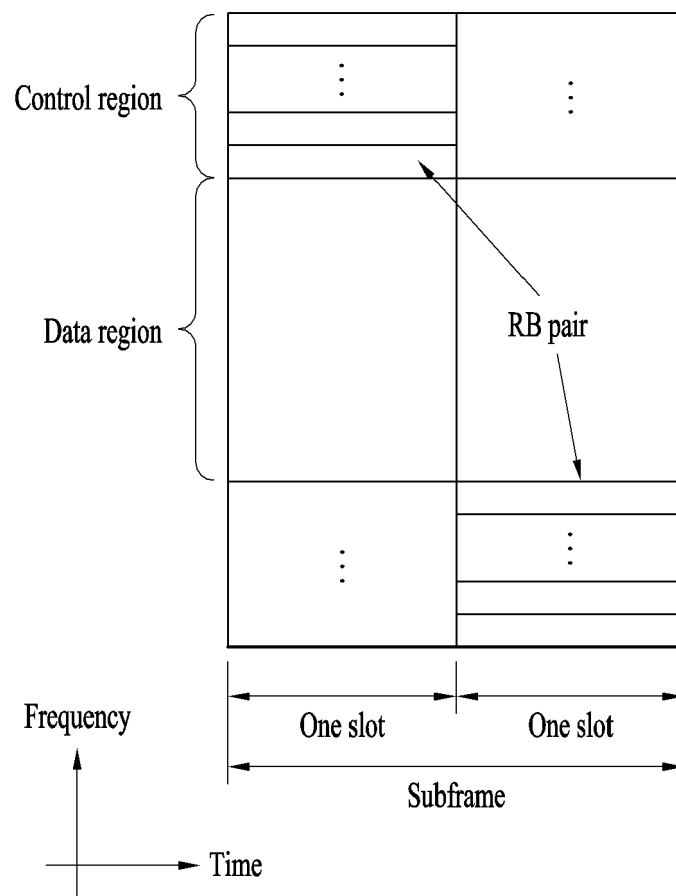 Control region
RB pair
Data region
One slot
One slot
Frequency
Subframe
Time